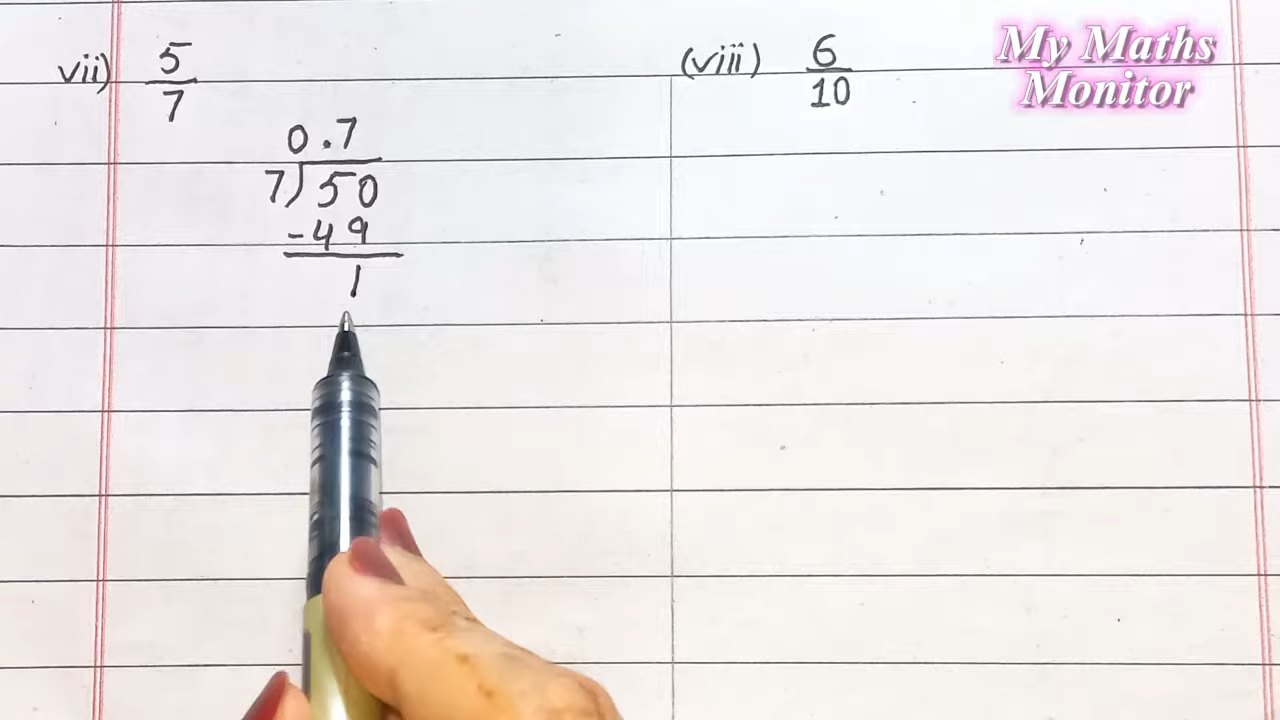 vii) 5/7
0.7
7)50
-49
1
(viii) 6/10
My Maths
Monitor